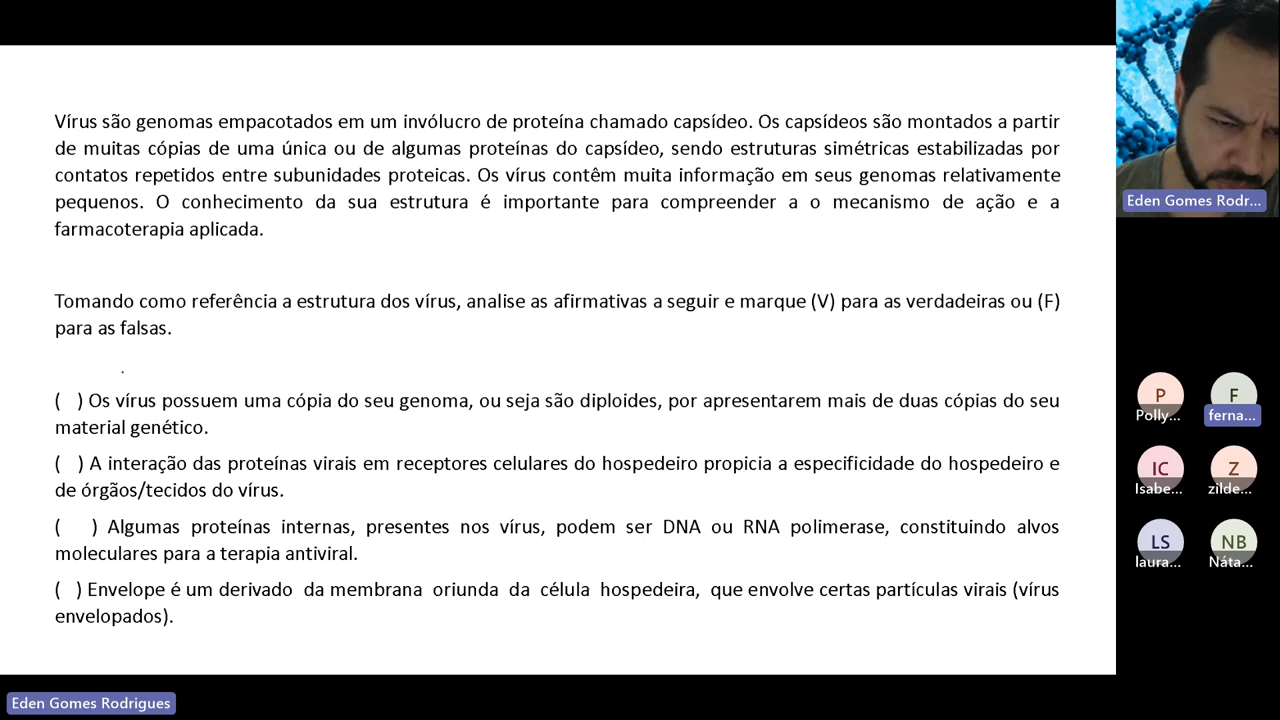 Vírus são genomas empacotados em um invólucro de proteína chamado capsídeo. Os capsídeos são montados a partir
de muitas cópias de uma única ou de algumas proteínas do capsídeo, sendo estruturas simétricas estabilizadas por
contatos repetidos entre subunidades proteicas. Os vírus contêm muita informação em seus genomas relativamente
pequenos. O conhecimento da sua estrutura é importante para compreender a o mecanismo de ação e a
farmacoterapia aplicada.
Tomando como referência a estrutura dos vírus, analise as afirmativas a seguir e marque (V) para as verdadeiras ou (F)
para as falsas.
( ) Os vírus possuem uma cópia do seu genoma, ou seja são diploides, por apresentarem mais de duas cópias do seu
material genético.
( ) A interação das proteínas virais em receptores celulares do hospedeiro propicia a especificidade do hospedeiro e
de órgãos/tecidos do vírus.
( ) Algumas proteínas internas, presentes nos vírus, podem ser DNA ou RNA polimerase, constituindo alvos
moleculares para a terapia antiviral.
( ) Envelope é um derivado da membrana oriunda da célula hospedeira, que envolve certas partículas virais (vírus
envelopados).
Eden Gomes Rodrigues
Eden Gomes Rodr...
P
Polly...
F
ferna...
IC
Isabe...
Z
zilde...
LS
laura...
NB
Náta...